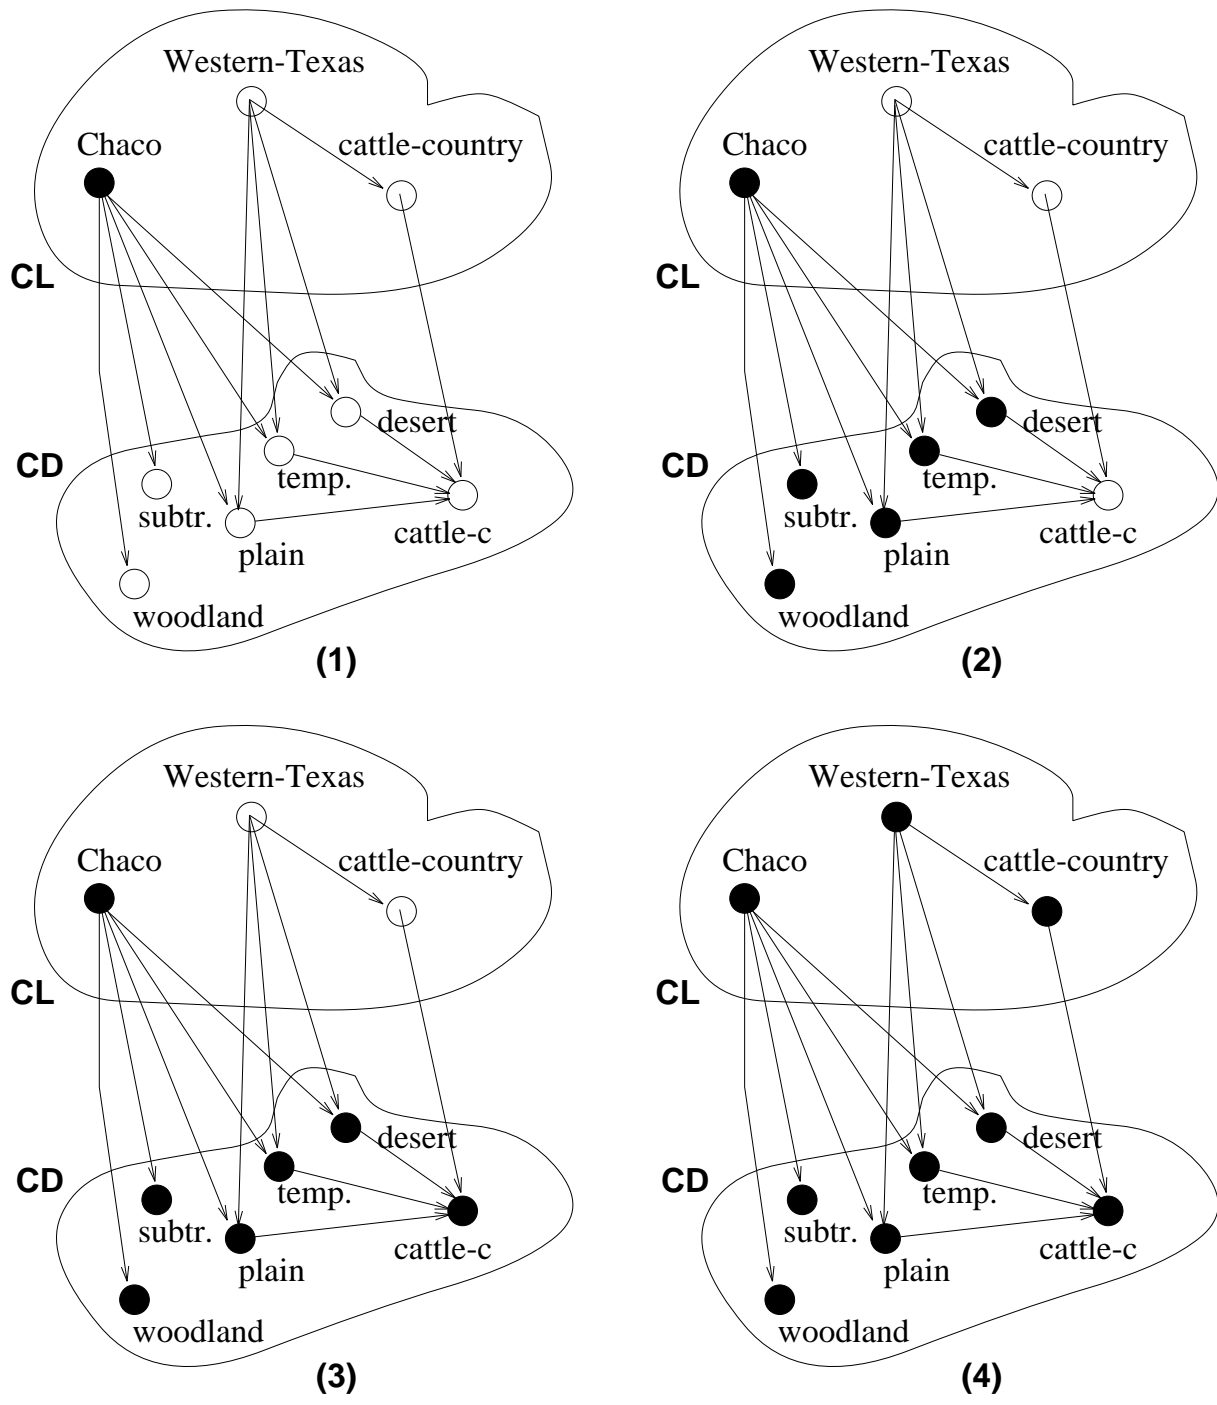 Western-Texas
Chaco
cattle-country
CL
desert
CD
temp.
subtr.
cattle-c
plain
woodland
(1)
Western-Texas
Chaco
cattle-country
CL
desert
CD
temp.
subtr.
cattle-c
plain
woodland
(2)
Western-Texas
Chaco
cattle-country
CL
desert
CD
temp.
subtr.
cattle-c
plain
woodland
(3)
Western-Texas
Chaco
cattle-country
CL
desert
CD
temp.
subtr.
cattle-c
plain
woodland
(4)